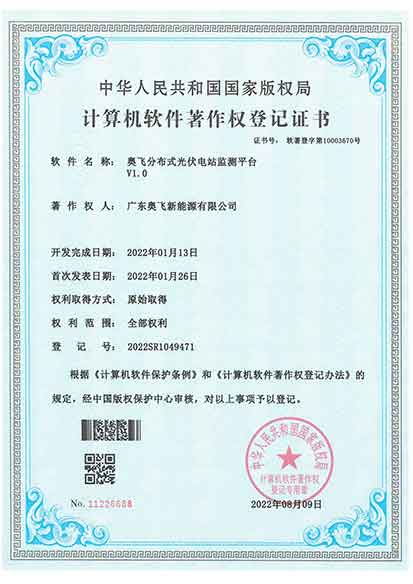 中华人民共和国国家版权局
计算机软件著作权登记证书
证书号： 软著登字第10003670号
软件名称： 奥飞分布式光伏电站监测平台
V1.0
著作权人： 广东奥飞新能源有限公司
开发完成日期： 2022年01月13日
首次发表日期： 2022年01月26日
权利取得方式： 原始取得
权利范围： 全部权利
登记号： 2022SR1049471
根据《计算机软件保护条例》和《计算机软件著作权登记办法》的
规定，经中国版权保护中心审核，对以上事项予以登记。
中华人民共和国国家版权局
计算机软件著作权
登记专用章
No. 11226688
2022年08月09日